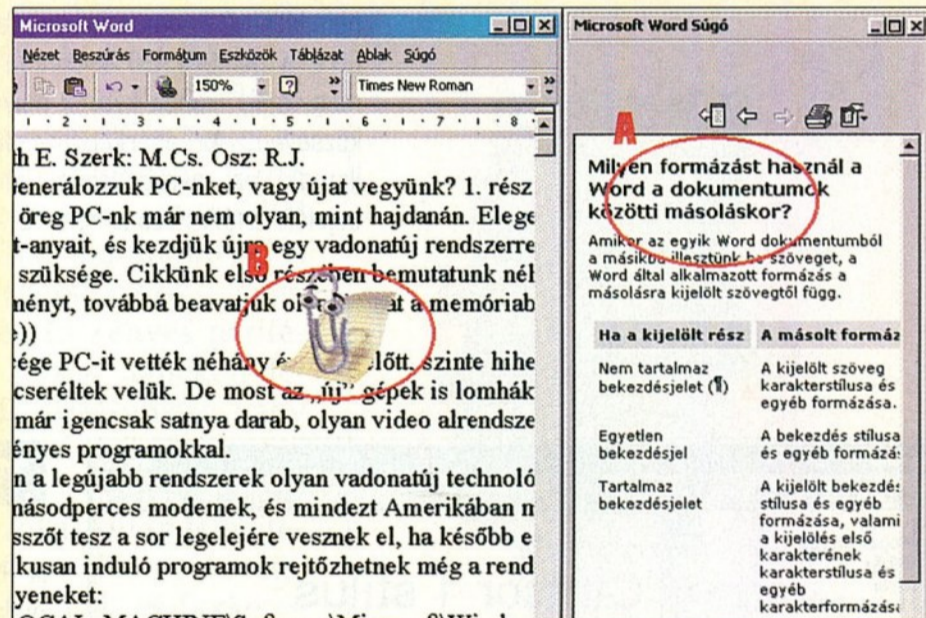 Microsoft Word
Nézet Beszúrás Formátum Eszközök Táblázat Ablak Súgó
150% Times New Roman
1 · 2 · 1 · 3 · 1 · 4 · 1 · 5 · 1 · 6 · 1 · 7 · 1 · 8
th E. Szerk: M. Cs. Osz: R.J.
enerálozzuk PC-nket, vagy újat vegyünk? 1. rész
öreg PC-nk már nem olyan, mint hajdanán. Elege
t-anyait, és kezdjük újra egy vadonatúj rendszerre
B
szüksége. Cikkünk első részében bemutatunk néh
ményt, továbbá beavatjuk a memóriab
))
ége PC-it vették néhány előtt, szinte hihe
cseréltek velük. De most az „új” gépek is lomhák
már igencsak satnya darab, olyan video alrendsze
ényes programokkal.
n a legújabb rendszerek olyan vadonatúj technoló
násodperces modemek, és mindezt Amerikában n
sszőt tesz a sor legelejére vesznek el, ha később e
kusan induló programok rejtőzhetnek még a rend
yeneket:
Microsoft Word Súgó
A
Milyen formázást használ a
Word a dokumentumok
közötti másoláskor?
Amikor az egyik Word dokumentumból
a másikba illesztünk be szöveget, a
Word által alkalmazott formázás a
másolásra kijelölt szövegtől függ.
Ha a kijelölt rész A másolt formáz
Nem tartalmaz A kijelölt szöveg
bekezdésjelet (¶) karakterstílusa és
egyéb formázása.
Egyetlen A bekezdés stílusa
bekezdésjel és egyéb formázás
Tartalmaz A kijelölt bekezdés
bekezdésjelet stílusa és egyéb
formázása, valami
a kijelölés első
karakterének
karakterstílusa és
egyéb
karakterformázása